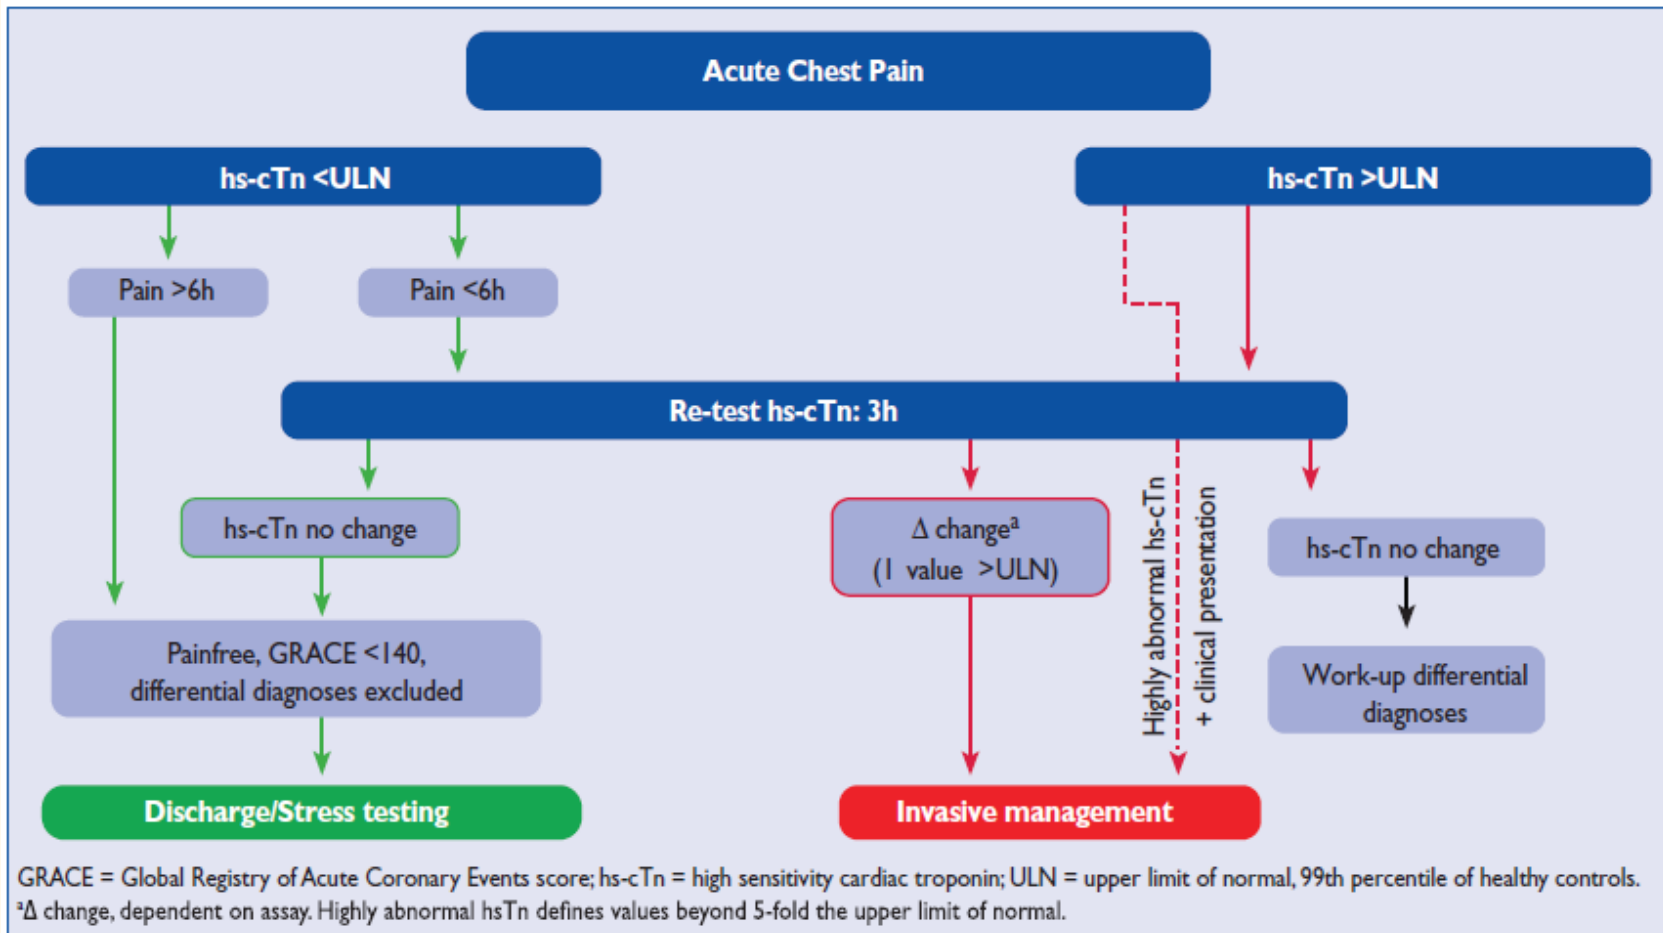 Acute Chest Pain
hs-cTn <ULN
hs-cTn >ULN
Pain >6h
Pain <6h
Re-test hs-cTn: 3h
hs-cTn no change
Δ changeᵃ
(1 value >ULN)
Highly abnormal hs-cTn
+ clinical presentation
hs-cTn no change
Painfree, GRACE <140,
differential diagnoses excluded
Work-up differential
diagnoses
Discharge/Stress testing
Invasive management
GRACE = Global Registry of Acute Coronary Events score; hs-cTn = high sensitivity cardiac troponin; ULN = upper limit of normal, 99th percentile of healthy controls.
ᵃΔ change, dependent on assay. Highly abnormal hsTn defines values beyond 5-fold the upper limit of normal.